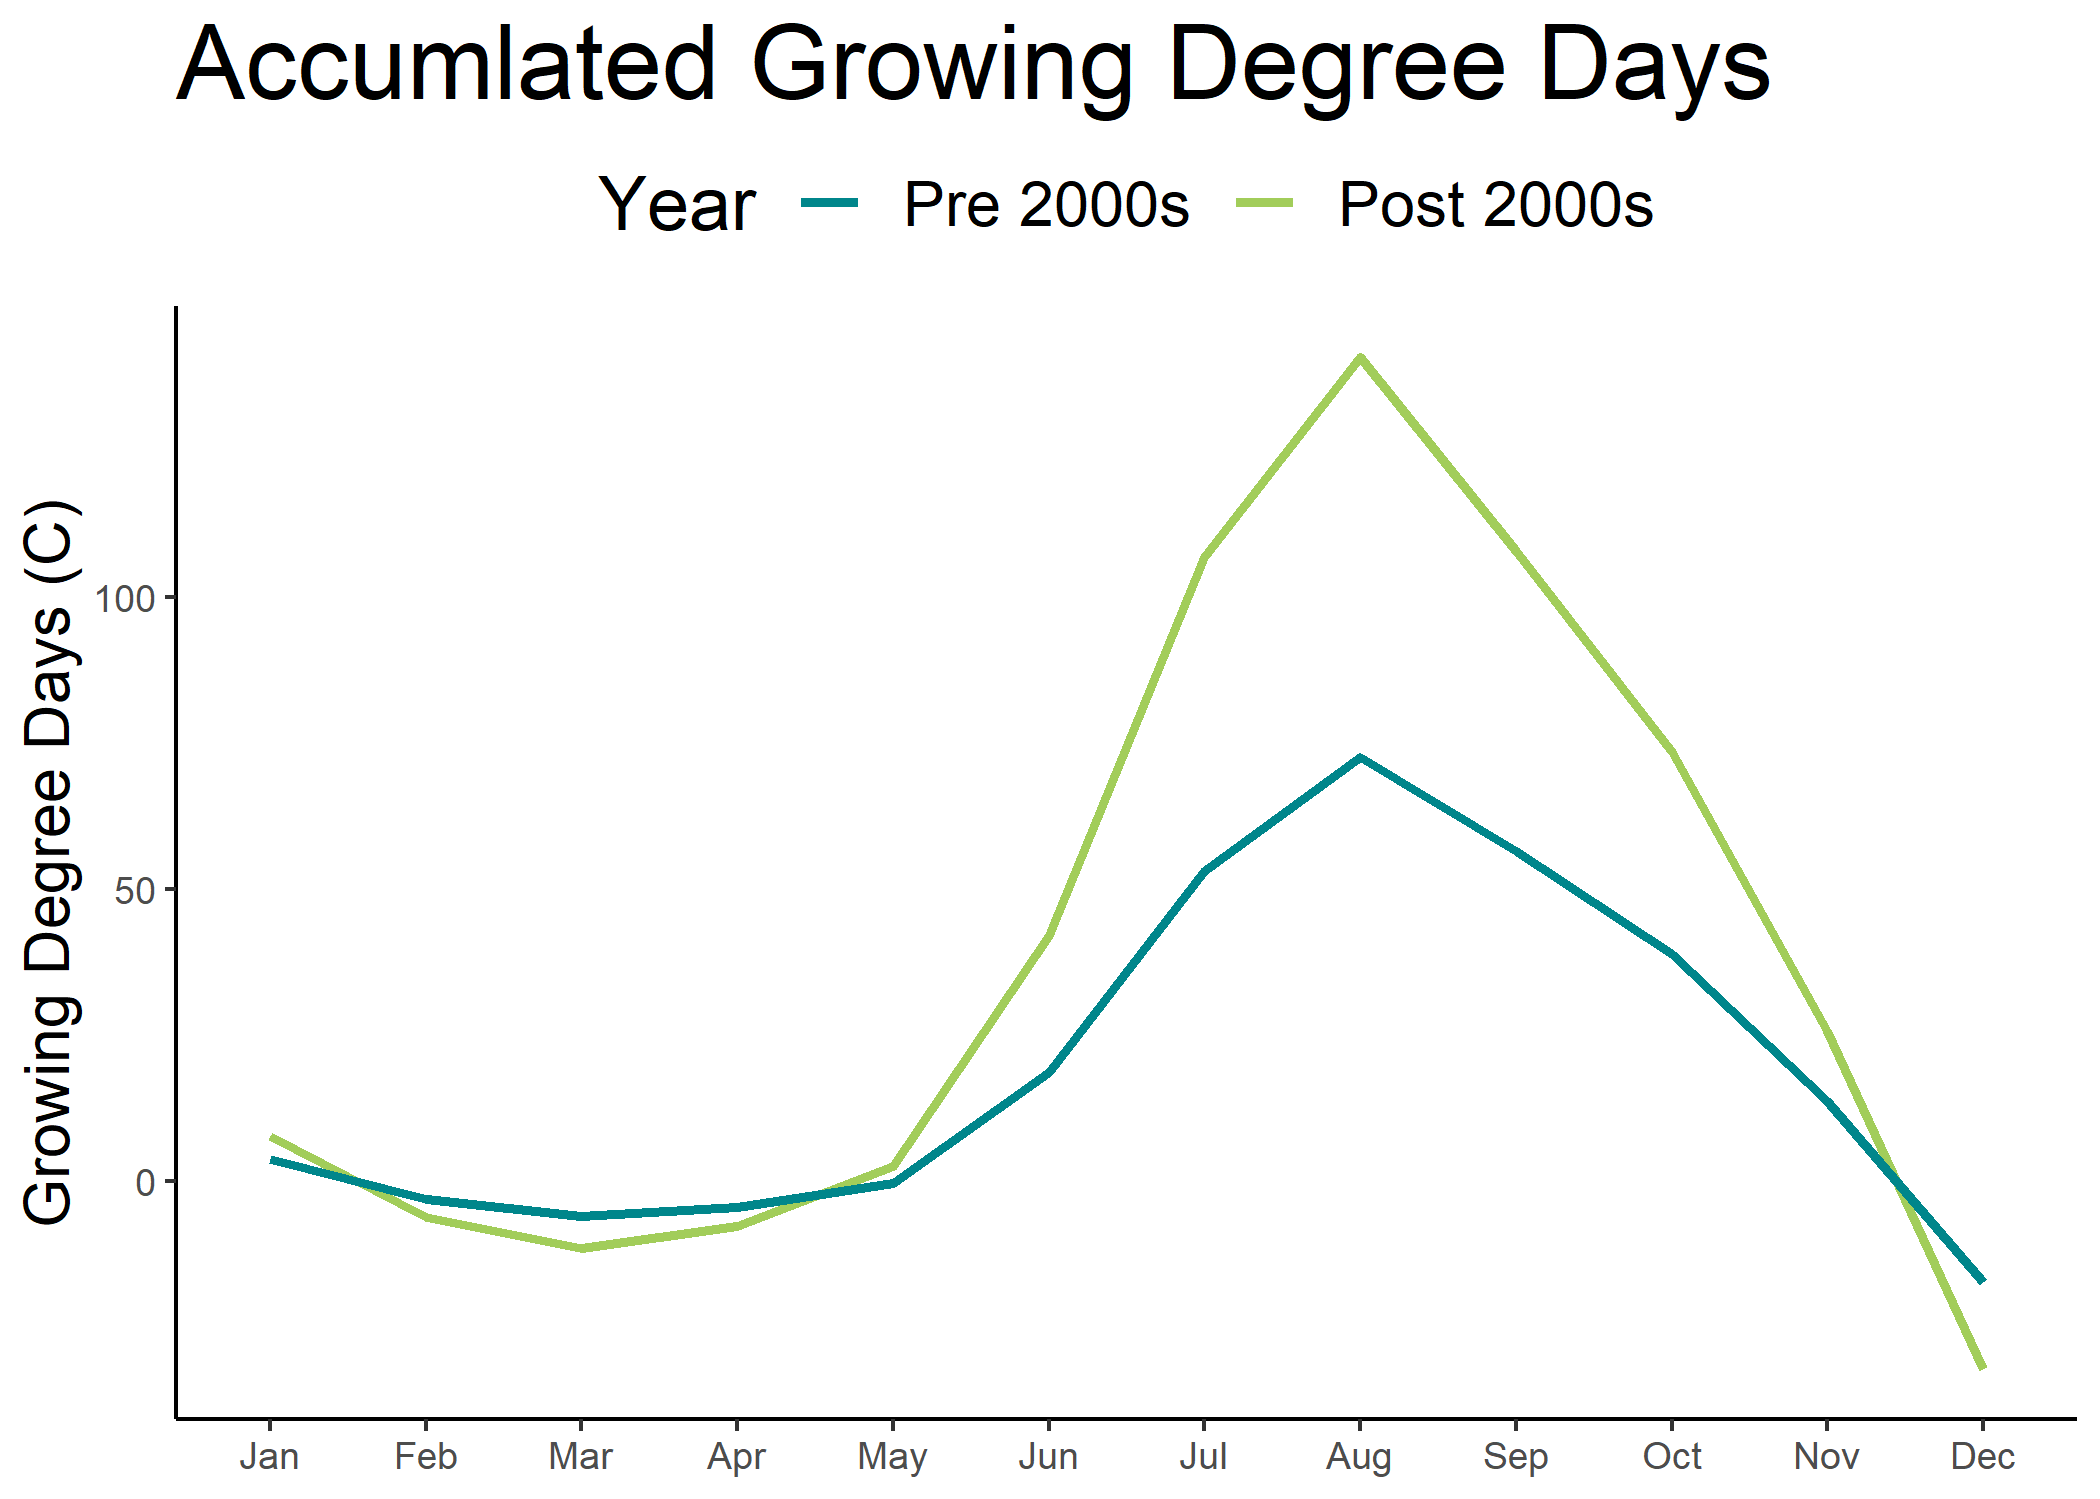 Accumlated Growing Degree Days
Year Pre 2000s Post 2000s
Growing Degree Days (C)
100
50
0
Jan Feb Mar Apr May Jun Jul Aug Sep Oct Nov Dec